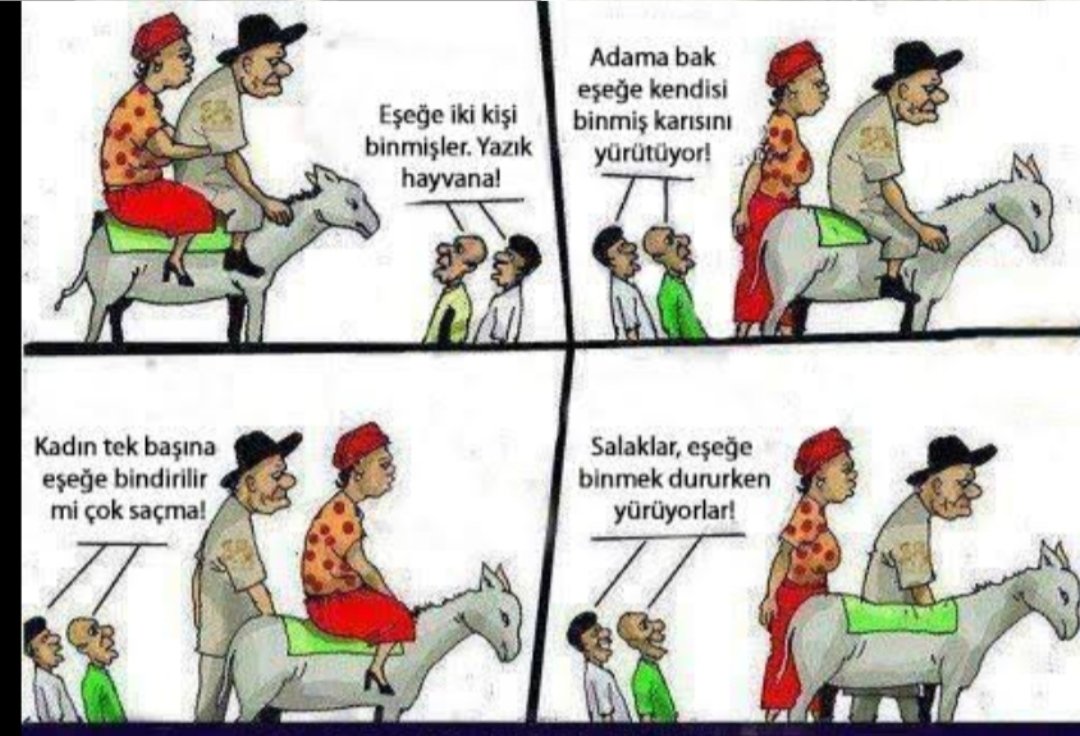 Eşeğe iki kişi
binmişler. Yazık
hayvana!
Adama bak
eşeğe kendisi
binmiş karısını
yürütüyor!
Kadın tek başına
eşeğe bindirilir
mi çok saçma!
Salaklar, eşeğe
binmek dururken
yürüyorlar!